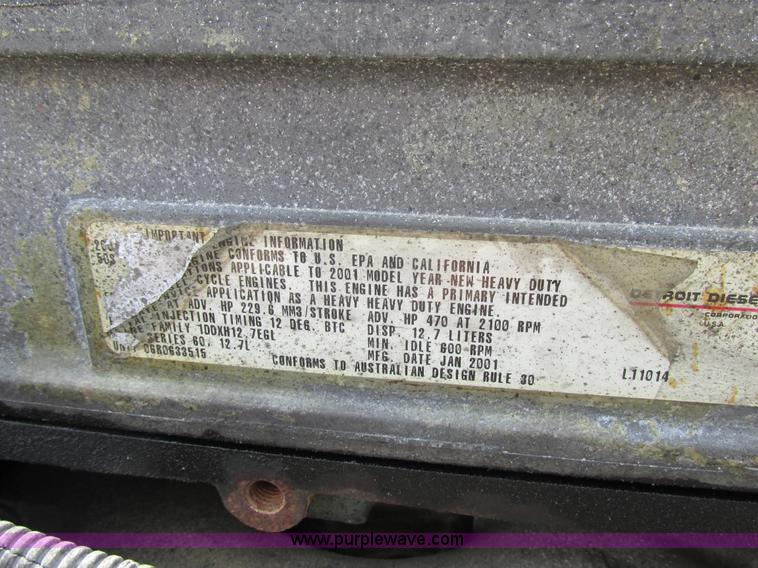 IMPORTANT ENGINE INFORMATION
CONFORMS TO U.S. EPA AND CALIFORNIA
APPLICABLE TO 2001 MODEL YEAR NEW HEAVY DUTY
CYCLE ENGINES. THIS ENGINE HAS A PRIMARY INTENDED
APPLICATION AS A HEAVY HEAVY DUTY ENGINE.
AT ADV. HP 229.6 MM3/STROKE ADV. HP 470 AT 2100 RPM
INJECTION TIMING 12 DEG. BTC DISP. 12.7 LITERS
FAMILY 1DDXH12.7EGL MIN. IDLE 600 RPM
SERIES 60, 12.7L MFG. DATE JAN 2001
06R0633515 CONFORMS TO AUSTRALIAN DESIGN RULE 30
DETROIT DIESE
CORPORATIO
U.S.A.
L11014
www.purplewave.com